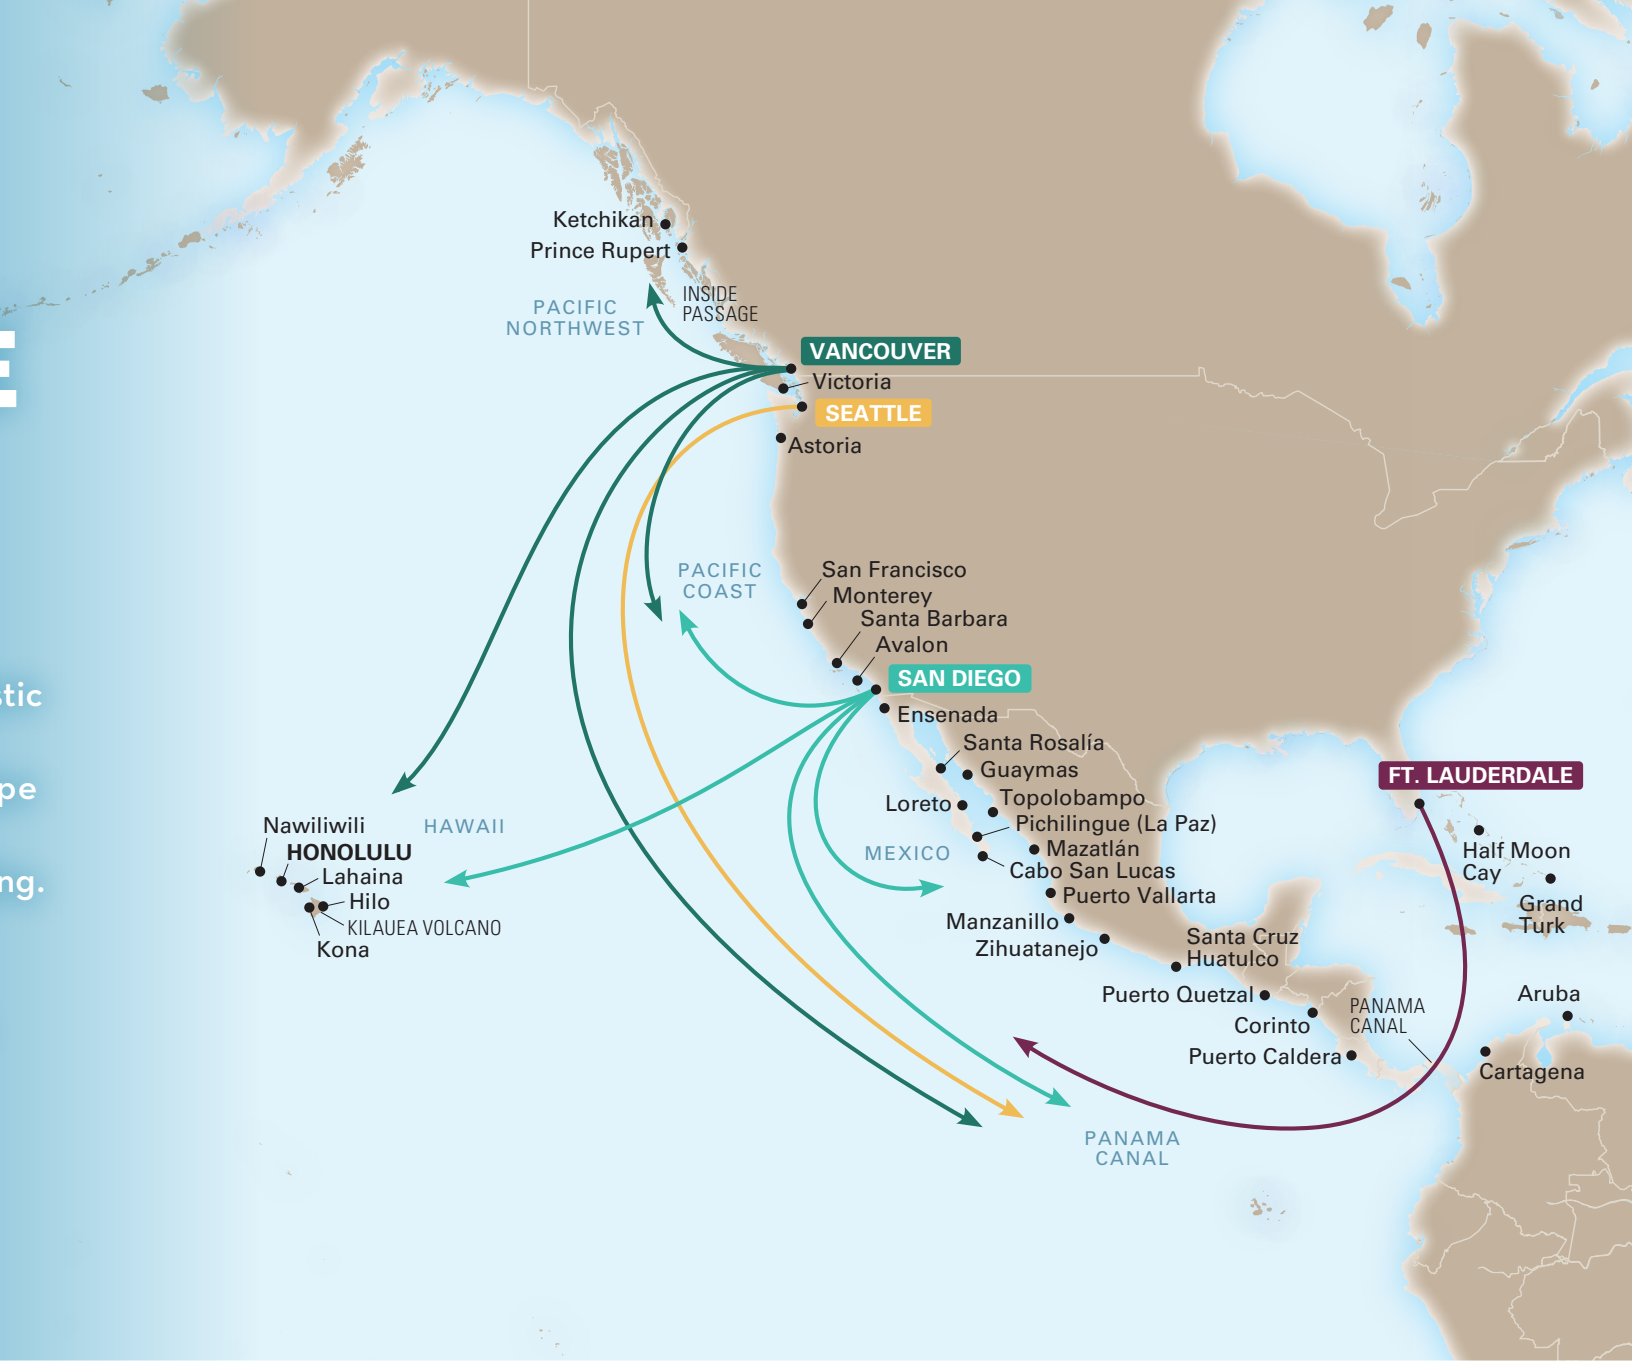 E
stic
pe
ng.
Ketchikan
Prince Rupert
INSIDE
PASSAGE
PACIFIC
NORTHWEST
VANCOUVER
Victoria
SEATTLE
Astoria
PACIFIC
COAST
San Francisco
Monterey
Santa Barbara
Avalon
SAN DIEGO
Ensenada
Santa Rosalía
Guaymas
Loreto
Topolobampo
Pichilingue (La Paz)
Mazatlán
Cabo San Lucas
Puerto Vallarta
MEXICO
Manzanillo
Zihuatanejo
Santa Cruz
Huatulco
Puerto Quetzal
Corinto
Puerto Caldera
PANAMA
CANAL
FT. LAUDERDALE
Half Moon
Cay
Grand
Turk
Aruba
Cartagena
HAWAII
Nawiliwili
HONOLULU
Lahaina
Hilo
KILAUEA VOLCANO
Kona
PANAMA
CANAL